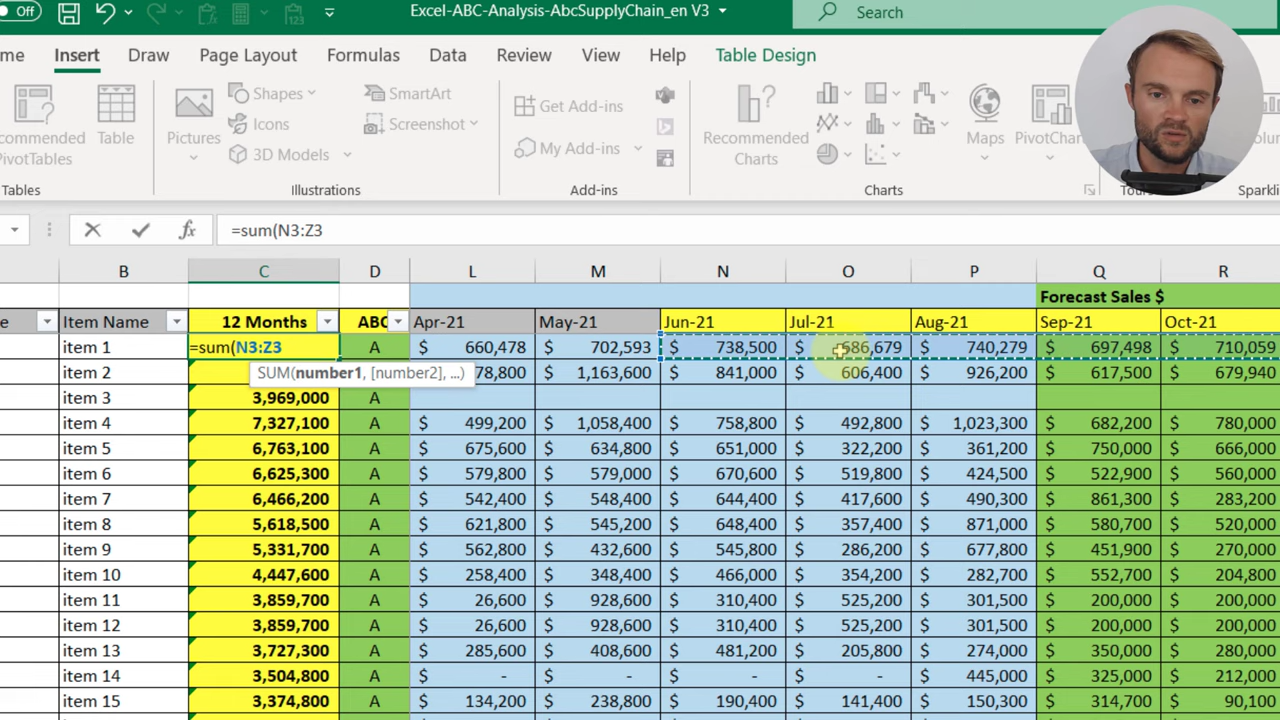 Off
Excel-ABC-Analysis-AbcSupplyChain_en V3
Search
me Insert Draw Page Layout Formulas Data Review View Help Table Design
commended PivotTables
Table
Pictures
Shapes
Icons
3D Models
SmartArt
Screenshot
Get Add-ins
My Add-ins
Recommended Charts
Maps
PivotChar
Colum
Tables Illustrations Add-ins Charts Tours Sparkli
fx =sum(N3:Z3
B C D L M N O P Q R
Forecast Sales $
e Item Name 12 Months ABC Apr-21 May-21 Jun-21 Jul-21 Aug-21 Sep-21 Oct-21
item 1 =sum(N3:Z3 A $ 660,478 $ 702,593 $ 738,500 $ 686,679 $ 740,279 $ 697,498 $ 710,059
item 2 SUM(number1, [number2], ...) 78,800 $ 1,163,600 $ 841,000 $ 606,400 $ 926,200 $ 617,500 $ 679,940
item 3 3,969,000 A
item 4 7,327,100 A $ 499,200 $ 1,058,400 $ 758,800 $ 492,800 $ 1,023,300 $ 682,200 $ 780,000
item 5 6,763,100 A $ 675,600 $ 634,800 $ 651,000 $ 322,200 $ 361,200 $ 750,000 $ 666,000
item 6 6,625,300 A $ 579,800 $ 579,000 $ 670,600 $ 519,800 $ 424,500 $ 522,900 $ 560,000
item 7 6,466,200 A $ 542,400 $ 548,400 $ 644,400 $ 417,600 $ 490,300 $ 861,300 $ 283,200
item 8 5,618,500 A $ 621,800 $ 545,200 $ 648,400 $ 357,400 $ 871,000 $ 580,700 $ 520,000
item 9 5,331,700 A $ 562,800 $ 432,600 $ 545,800 $ 286,200 $ 677,800 $ 451,900 $ 270,000
item 10 4,447,600 A $ 258,400 $ 348,400 $ 466,000 $ 354,200 $ 282,700 $ 552,700 $ 204,800
item 11 3,859,700 A $ 26,600 $ 928,600 $ 310,400 $ 525,200 $ 301,500 $ 200,000 $ 200,000
item 12 3,859,700 A $ 26,600 $ 928,600 $ 310,400 $ 525,200 $ 301,500 $ 200,000 $ 200,000
item 13 3,727,300 A $ 285,600 $ 408,600 $ 481,200 $ 205,800 $ 274,000 $ 350,000 $ 280,000
item 14 3,504,800 A $ - $ - $ - $ - $ 445,000 $ 325,000 $ 212,000
item 15 3,374,800 A $ 134,200 $ 238,800 $ 190,400 $ 141,400 $ 150,300 $ 314,700 $ 90,100